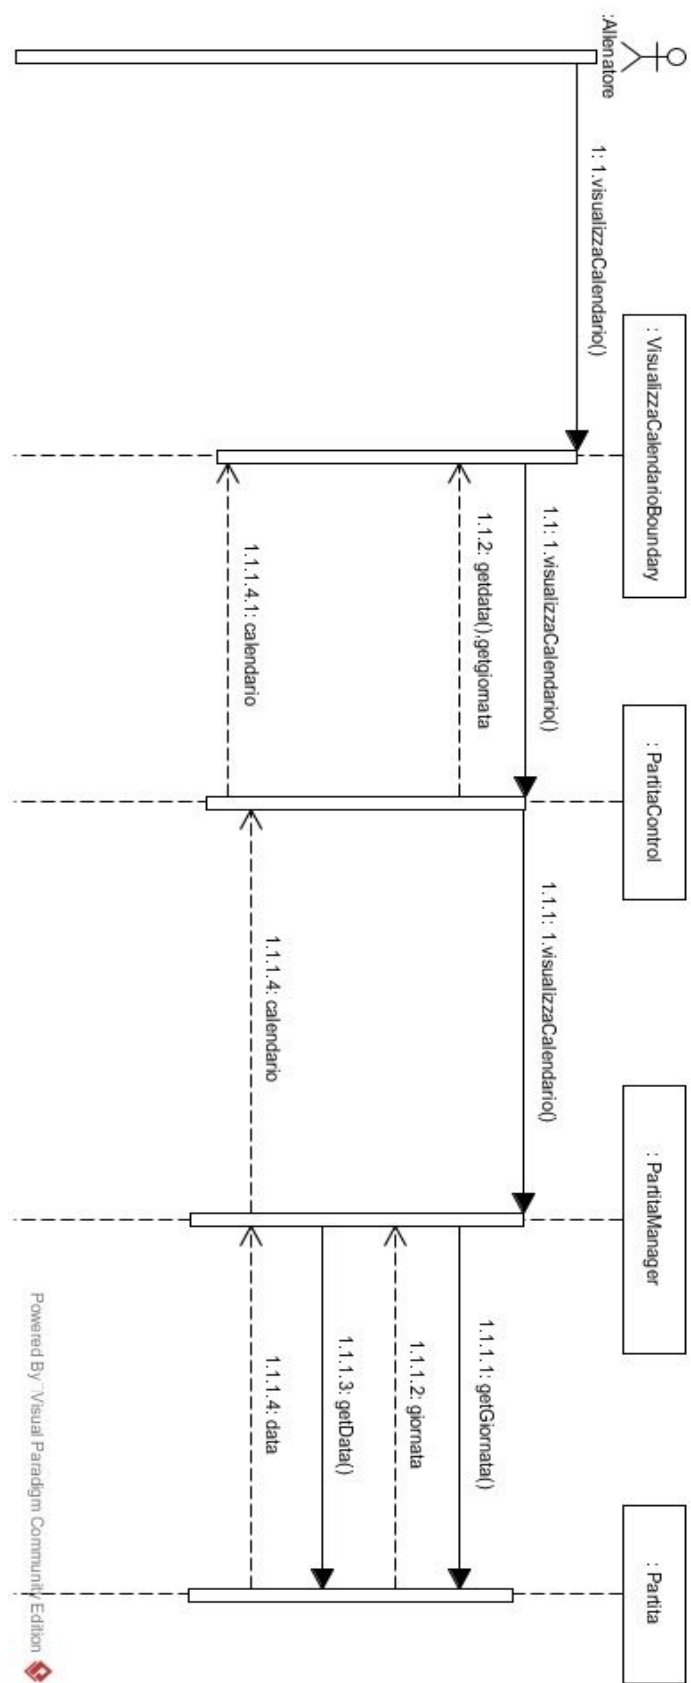 :Allenatore
: VisualizzaCalendarioBoundary
: PartitaControl
: PartitaManager
: Partita
1: 1.visualizzaCalendario()
1.1: 1.visualizzaCalendario()
1.1.1: 1.visualizzaCalendario()
1.1.1.1: getGiornata()
1.1.2: getdata(),getgiornata
1.1.1.2: giornata
1.1.1.3: getData()
1.1.1.4: data
1.1.1.4: calendario
1.1.1.4.1: calendario
Powered By Visual Paradigm Community Edition